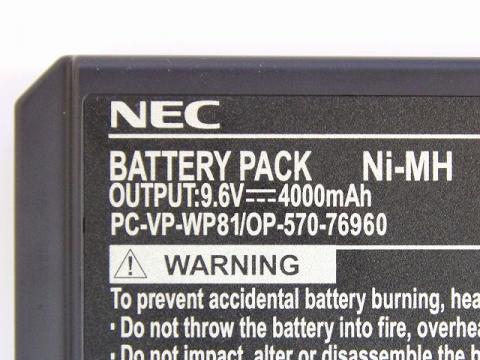 NEC
BATTERY PACK Ni-MH
OUTPUT:9.6V⎓4000mAh
PC-VP-WP81/OP-570-76960
⚠ WARNING
To prevent accidental battery burning, hea
· Do not throw the battery into fire, overhea
· Do not impact, alter or disassemble the b